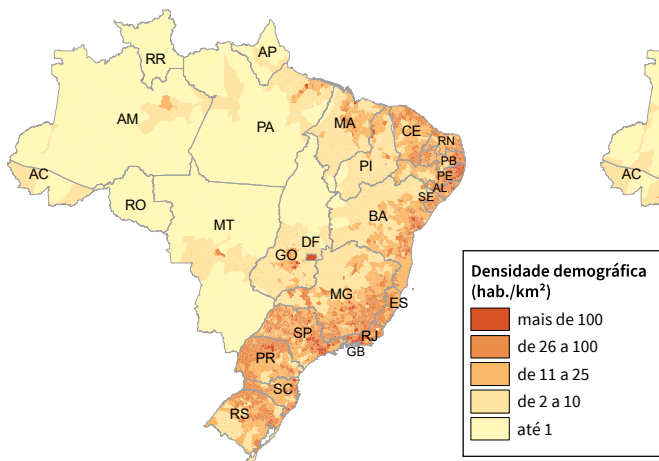 RR
AP
AM
PA
MA
CE
RN
PB
PE
AL
SE
PI
AC
AC
RO
BA
MT
DF
GO
MG
ES
SP
RJ
GB
PR
SC
RS
Densidade demográfica
(hab./km²)
mais de 100
de 26 a 100
de 11 a 25
de 2 a 10
até 1